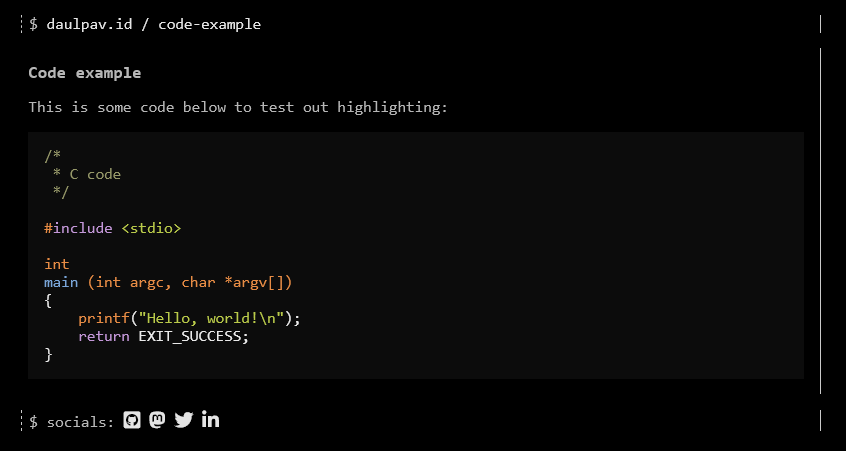 $ daulpav.id / code-example
Code example
This is some code below to test out highlighting:
/*
 * C code
 */
#include <stdio>
int
main (int argc, char *argv[])
{
    printf("Hello, world!\n");
    return EXIT_SUCCESS;
}
$ socials: